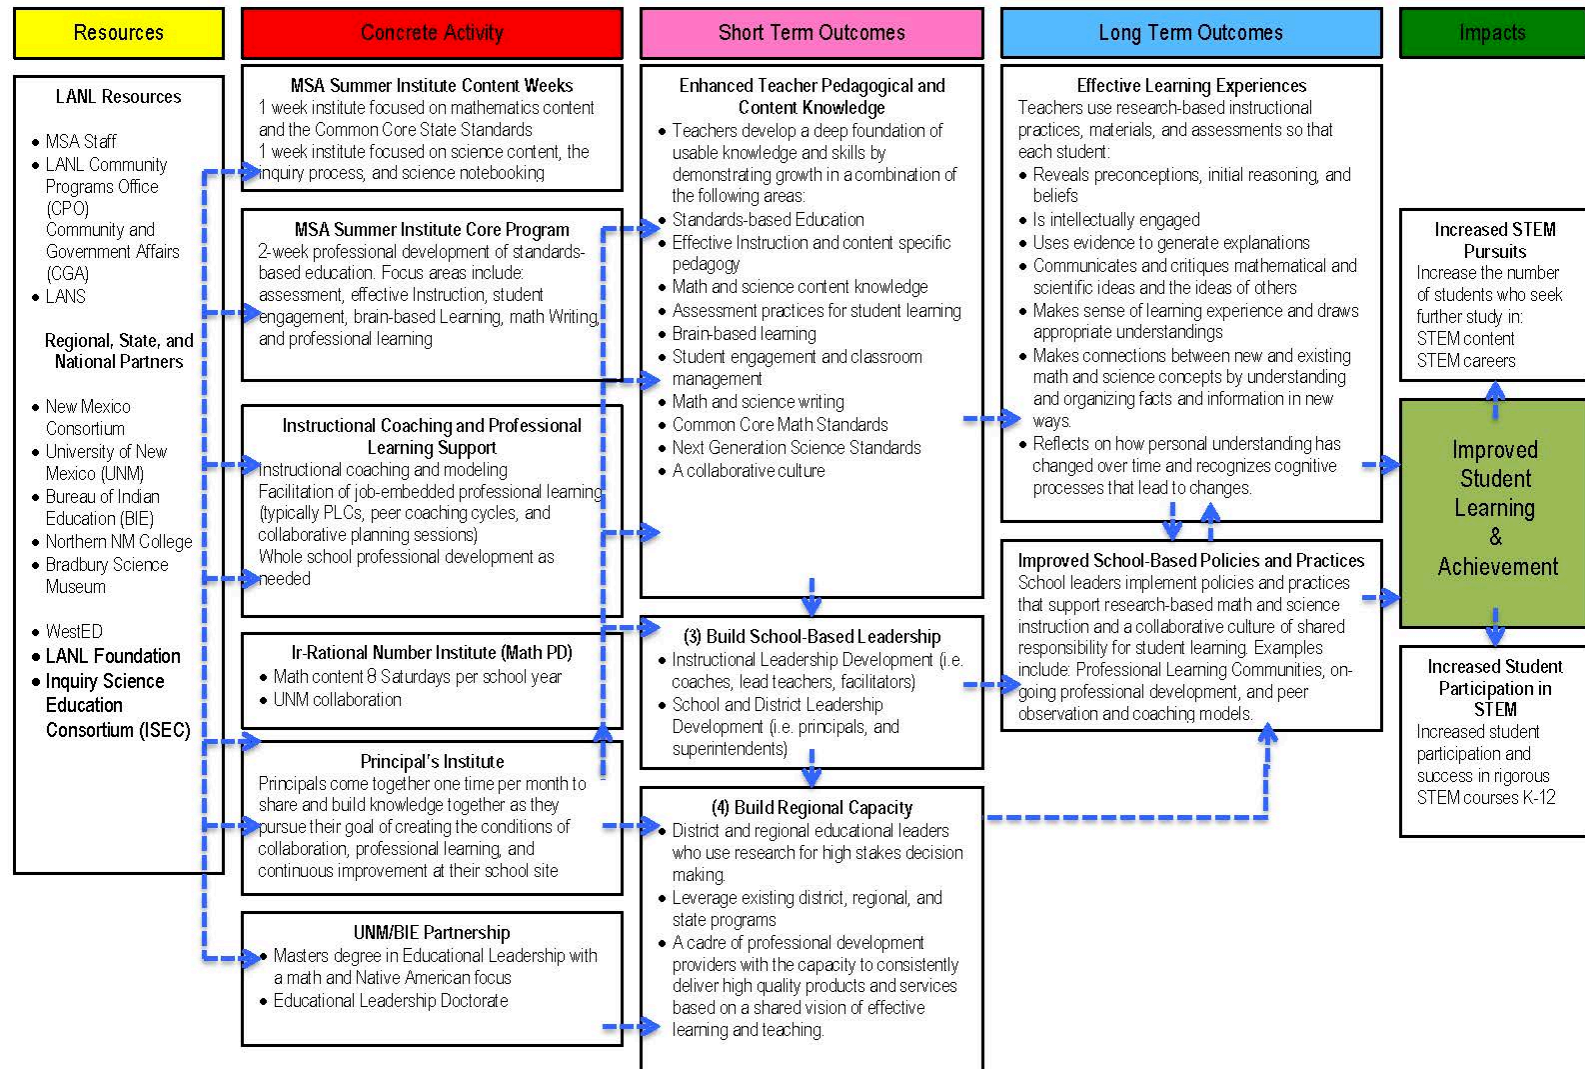 Resources
Concrete Activity
Short Term Outcomes
Long Term Outcomes
Impacts
LANL Resources
• MSA Staff
• LANL Community
Programs Office
(CPO)
Community and
Government Affairs
(CGA)
• LANS
Regional, State, and
National Partners
• New Mexico
Consortium
• University of New
Mexico (UNM)
• Bureau of Indian
Education (BIE)
• Northern NM College
• Bradbury Science
Museum
• WestED
• LANL Foundation
• Inquiry Science
Education
Consortium (ISEC)
MSA Summer Institute Content Weeks
1 week institute focused on mathematics content
and the Common Core State Standards
1 week institute focused on science content, the
inquiry process, and science notebooking
MSA Summer Institute Core Program
2-week professional development of standards-
based education. Focus areas include:
assessment, effective Instruction, student
engagement, brain-based Learning, math Writing,
and professional learning
Instructional Coaching and Professional
Learning Support
Instructional coaching and modeling
Facilitation of job-embedded professional learning
(typically PLCs, peer coaching cycles, and
collaborative planning sessions)
Whole school professional development as
needed
Ir-Rational Number Institute (Math PD)
• Math content 8 Saturdays per school year
• UNM collaboration
Principal's Institute
Principals come together one time per month to
share and build knowledge together as they
pursue their goal of creating the conditions of
collaboration, professional learning, and
continuous improvement at their school site
UNM/BIE Partnership
• Masters degree in Educational Leadership with
a math and Native American focus
• Educational Leadership Doctorate
Enhanced Teacher Pedagogical and
Content Knowledge
• Teachers develop a deep foundation of
usable knowledge and skills by
demonstrating growth in a combination of
the following areas:
• Standards-based Education
• Effective Instruction and content specific
pedagogy
• Math and science content knowledge
• Assessment practices for student learning
• Brain-based learning
• Student engagement and classroom
management
• Math and science writing
• Common Core Math Standards
• Next Generation Science Standards
• A collaborative culture
(3) Build School-Based Leadership
• Instructional Leadership Development (i.e.
coaches, lead teachers, facilitators)
• School and District Leadership
Development (i.e. principals, and
superintendents)
(4) Build Regional Capacity
• District and regional educational leaders
who use research for high stakes decision
making.
• Leverage existing district, regional, and
state programs
• A cadre of professional development
providers with the capacity to consistently
deliver high quality products and services
based on a shared vision of effective
learning and teaching.
Effective Learning Experiences
Teachers use research-based instructional
practices, materials, and assessments so that
each student:
• Reveals preconceptions, initial reasoning, and
beliefs
• Is intellectually engaged
• Uses evidence to generate explanations
• Communicates and critiques mathematical and
scientific ideas and the ideas of others
• Makes sense of learning experience and draws
appropriate understandings
• Makes connections between new and existing
math and science concepts by understanding
and organizing facts and information in new
ways.
• Reflects on how personal understanding has
changed over time and recognizes cognitive
processes that lead to changes.
Improved School-Based Policies and Practices
School leaders implement policies and practices
that support research-based math and science
instruction and a collaborative culture of shared
responsibility for student learning. Examples
include: Professional Learning Communities, on-
going professional development, and peer
observation and coaching models.
Increased STEM
Pursuits
Increase the number
of students who seek
further study in:
STEM content
STEM careers
Improved
Student
Learning
&
Achievement
Increased Student
Participation in
STEM
Increased student
participation and
success in rigorous
STEM courses K-12